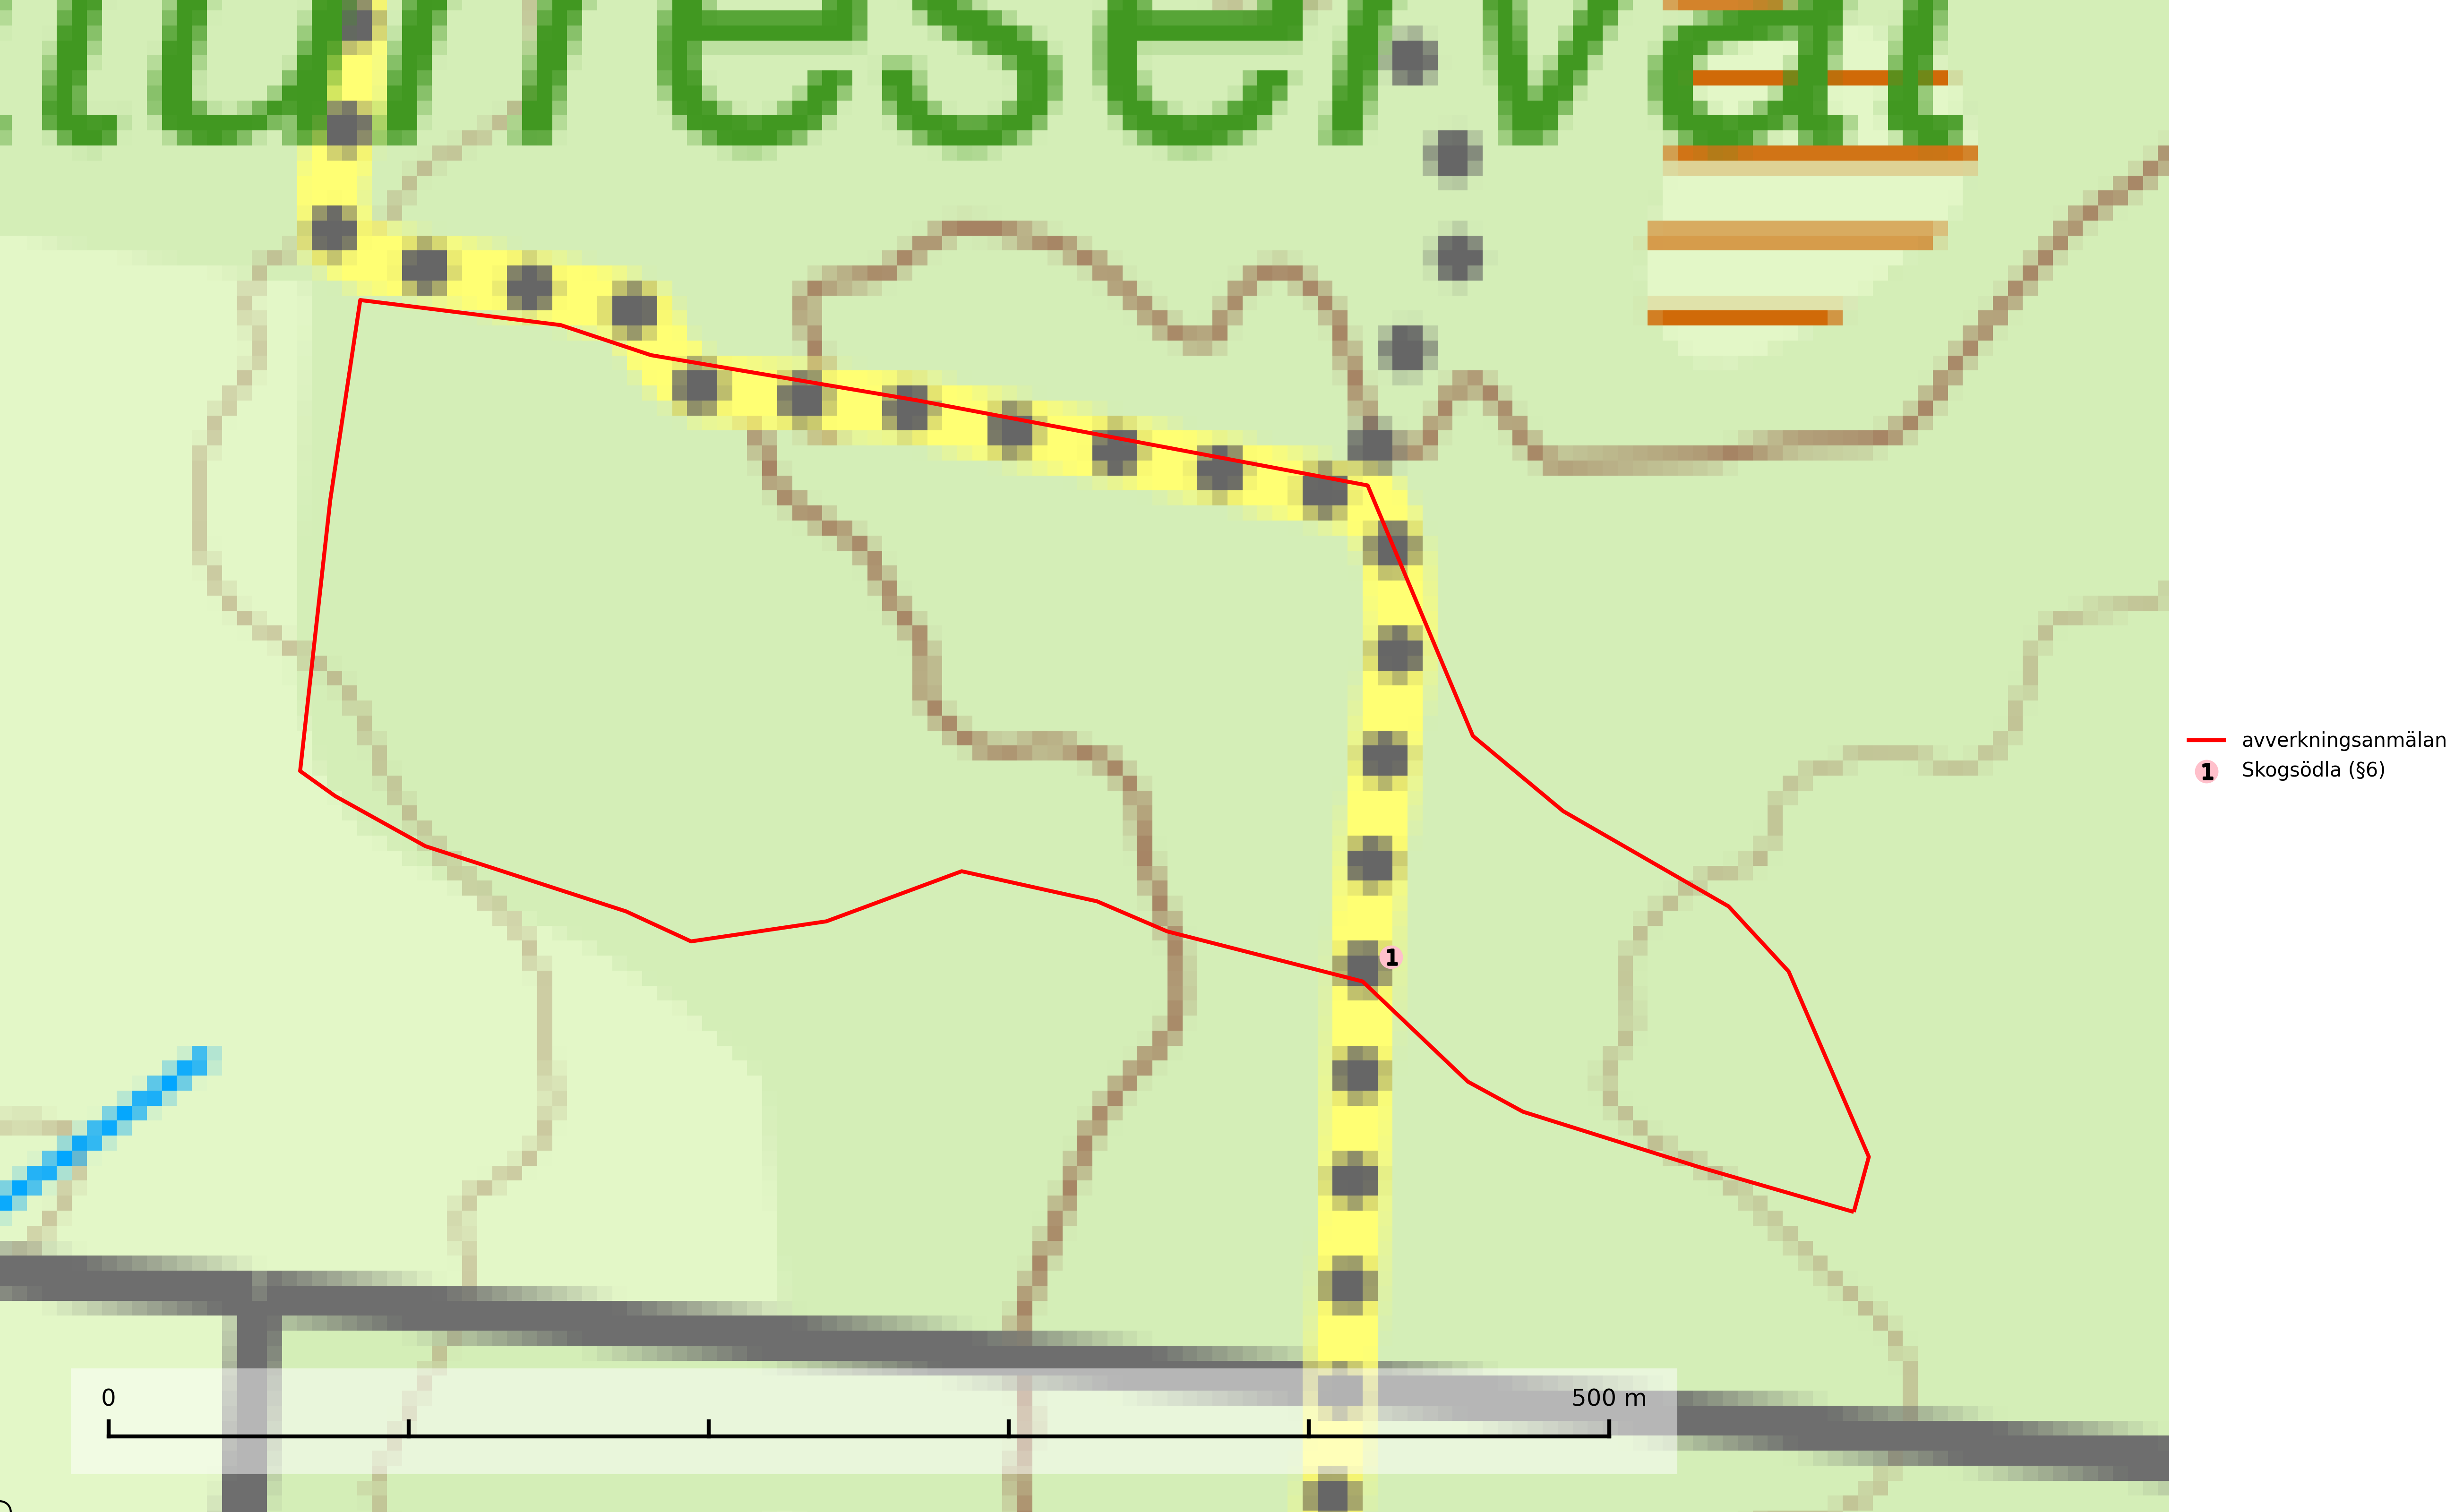 avverkningsanmälan
1
1 Skogsödla (§6)
0 500 m